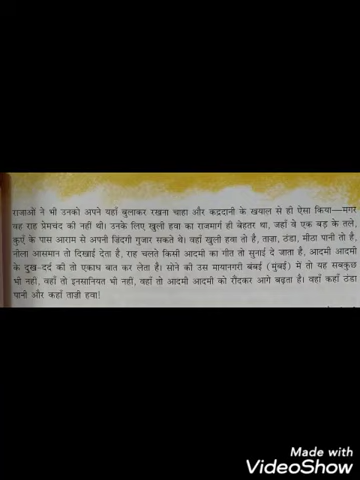 राजाओं ने भी उनको अपने यहाँ बुलाकर रखना चाहा और कद्रदानी के खयाल से ही ऐसा किया—मगर
वह राह प्रेमचंद की नहीं थी। उनके लिए खुली हवा का राजमार्ग ही बेहतर था, जहाँ वे एक बड़ के तले,
कुएँ के पास आराम से अपनी ज़िंदगी गुजार सकते थे। वहाँ खुली हवा तो है, ताज़ा, ठंडा, मीठा पानी तो है,
नीला आसमान तो दिखाई देता है, राह चलते किसी आदमी का गीत तो सुनाई दे जाता है, आदमी आदमी
के दुख-दर्द की तो एकाध बात कर लेता है। सोने की उस मायानगरी बंबई (मुंबई) में तो यह सबकुछ
भी नहीं, वहाँ तो इनसानियत भी नहीं, वहाँ तो आदमी आदमी को रौंदकर आगे बढ़ता है। वहाँ कहाँ ठंडा
पानी और कहाँ ताज़ी हवा!
Made with
VideoShow